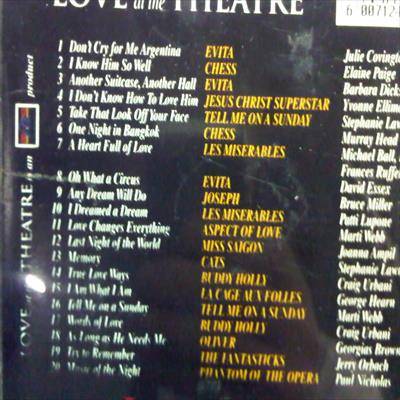 LOVE at the THEATRE
6 00712
1 Don't Cry for Me Argentina EVITA Julie Covington
2 I Know Him So Well CHESS Elaine Paige
3 Another Suitcase, Another Hall EVITA Barbara Dicks
4 I Don't Know How To Love Him JESUS CHRIST SUPERSTAR Yvonne Ellim
5 Take That Look Off Your Face TELL ME ON A SUNDAY Stephanie Law
6 One Night in Bangkok CHESS Murray Head
7 A Heart Full of Love LES MISERABLES Michael Ball,
Frances Ruffe
8 Oh What a Circus EVITA David Essex
9 Any Dream Will Do JOSEPH Bruce Miller
10 I Dreamed a Dream LES MISERABLES Patti Lupone
11 Love Changes Everything ASPECT OF LOVE Marti Webb
12 Last Night of the World MISS SAIGON Joanna Ampil
13 Memory CATS Stephanie Law
14 True Love Ways BUDDY HOLLY Craig Urbani
15 I Am What I Am LA CAGE AUX FOLLES George Hearn
16 Tell Me on a Sunday TELL ME ON A SUNDAY Marti Webb
17 Words of Love BUDDY HOLLY Craig Urbani
18 As Long as He Needs Me OLIVER Georgias Brown
19 Try to Remember THE FANTASTICKS Jerry Orbach
20 Music of the Night PHANTOM OF THE OPERA Paul Nicholas
LOVE at the THEATRE is an product